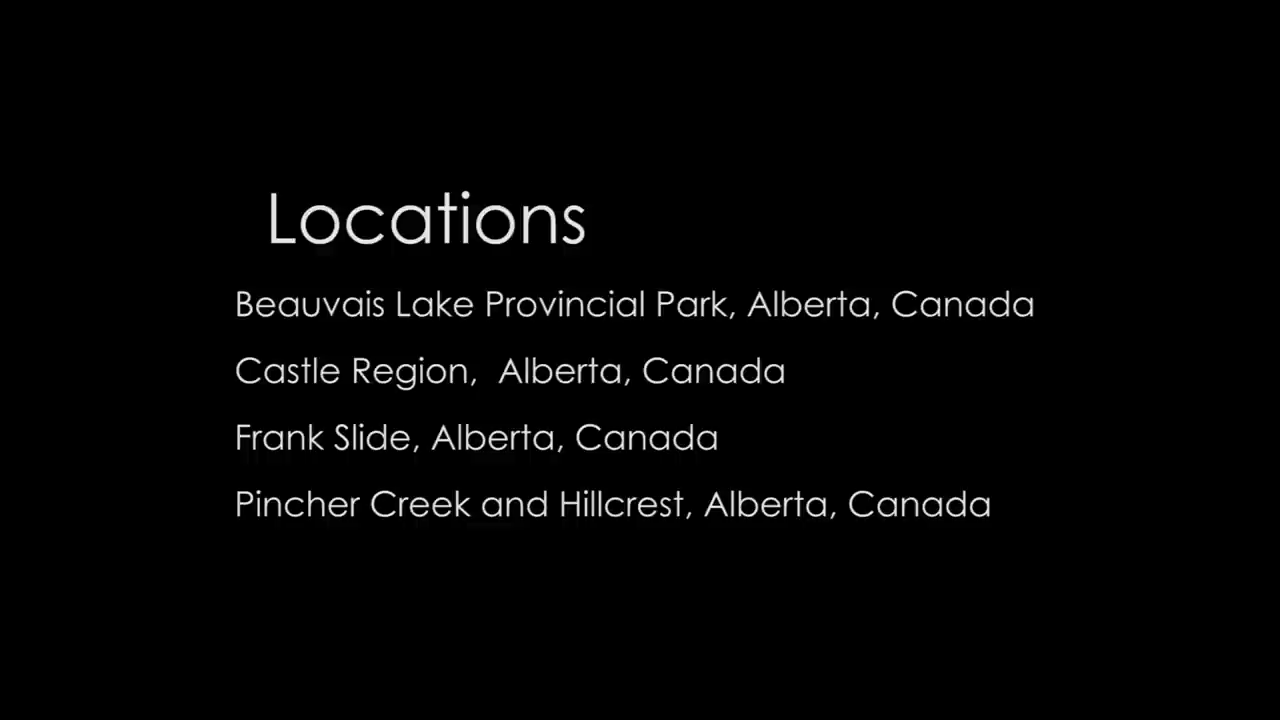 Locations
Beauvais Lake Provincial Park, Alberta, Canada
Castle Region,  Alberta, Canada
Frank Slide, Alberta, Canada
Pincher Creek and Hillcrest, Alberta, Canada